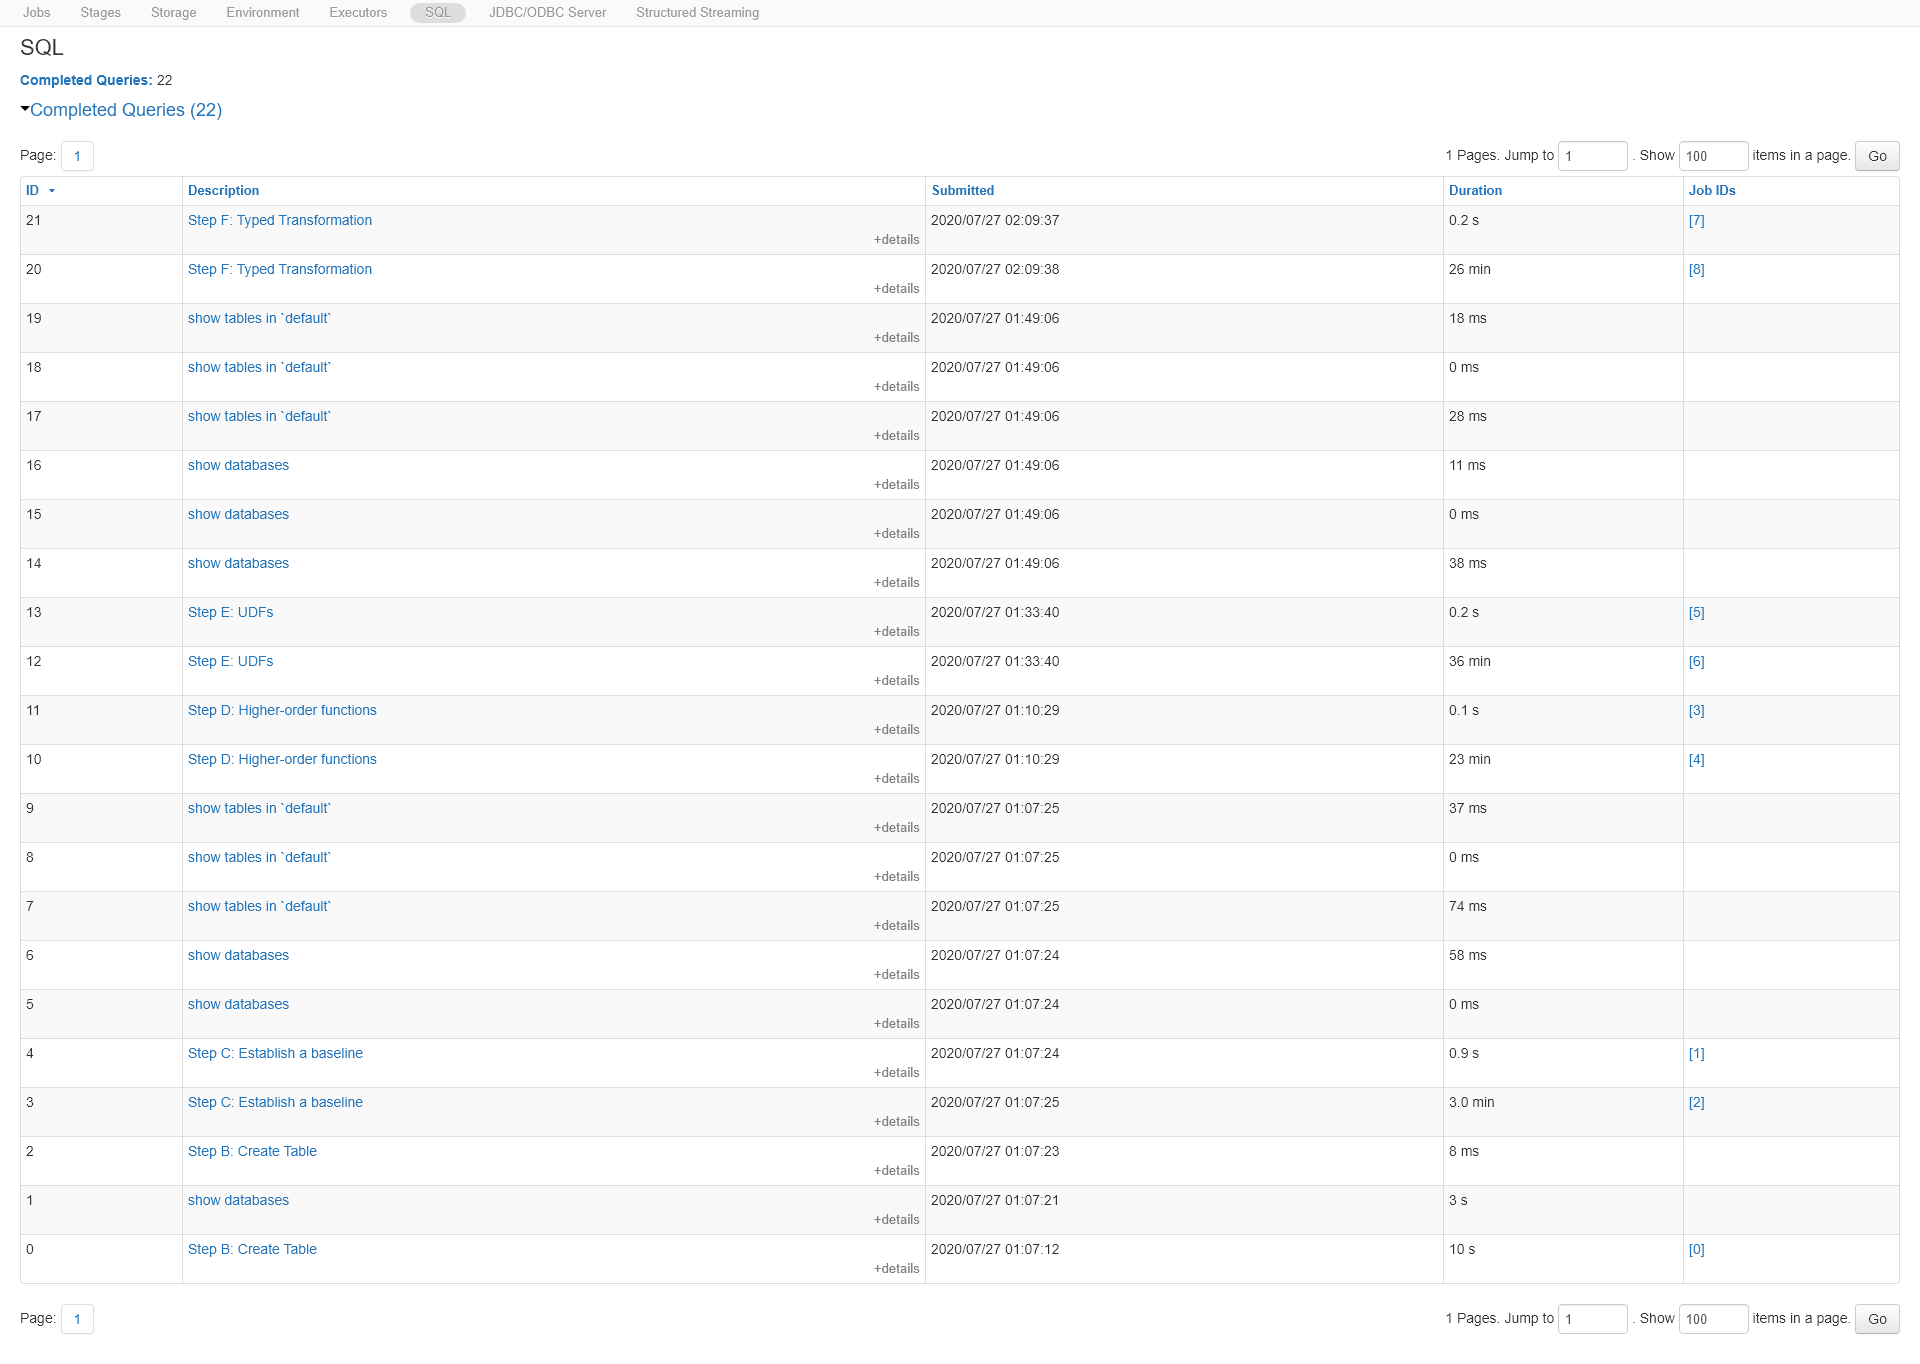 Jobs Stages Storage Environment Executors SQL JDBC/ODBC Server Structured Streaming
SQL
Completed Queries: 22
Completed Queries (22)
Page: 1 1 Pages. Jump to 1 . Show 100 items in a page. Go
ID Description Submitted Duration Job IDs
21 Step F: Typed Transformation 2020/07/27 02:09:37 0.2 s [7]
+details
20 Step F: Typed Transformation 2020/07/27 02:09:38 26 min [8]
+details
19 show tables in `default` 2020/07/27 01:49:06 18 ms
+details
18 show tables in `default` 2020/07/27 01:49:06 0 ms
+details
17 show tables in `default` 2020/07/27 01:49:06 28 ms
+details
16 show databases 2020/07/27 01:49:06 11 ms
+details
15 show databases 2020/07/27 01:49:06 0 ms
+details
14 show databases 2020/07/27 01:49:06 38 ms
+details
13 Step E: UDFs 2020/07/27 01:33:40 0.2 s [5]
+details
12 Step E: UDFs 2020/07/27 01:33:40 36 min [6]
+details
11 Step D: Higher-order functions 2020/07/27 01:10:29 0.1 s [3]
+details
10 Step D: Higher-order functions 2020/07/27 01:10:29 23 min [4]
+details
9 show tables in `default` 2020/07/27 01:07:25 37 ms
+details
8 show tables in `default` 2020/07/27 01:07:25 0 ms
+details
7 show tables in `default` 2020/07/27 01:07:25 74 ms
+details
6 show databases 2020/07/27 01:07:24 58 ms
+details
5 show databases 2020/07/27 01:07:24 0 ms
+details
4 Step C: Establish a baseline 2020/07/27 01:07:24 0.9 s [1]
+details
3 Step C: Establish a baseline 2020/07/27 01:07:25 3.0 min [2]
+details
2 Step B: Create Table 2020/07/27 01:07:23 8 ms
+details
1 show databases 2020/07/27 01:07:21 3 s
+details
0 Step B: Create Table 2020/07/27 01:07:12 10 s [0]
+details
Page: 1 1 Pages. Jump to 1 . Show 100 items in a page. Go